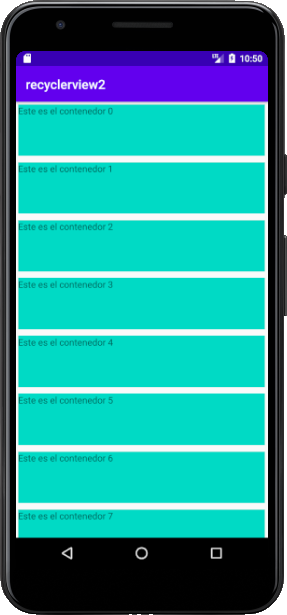 10:50
recyclerview2
Este es el contenedor 0
Este es el contenedor 1
Este es el contenedor 2
Este es el contenedor 3
Este es el contenedor 4
Este es el contenedor 5
Este es el contenedor 6
Este es el contenedor 7